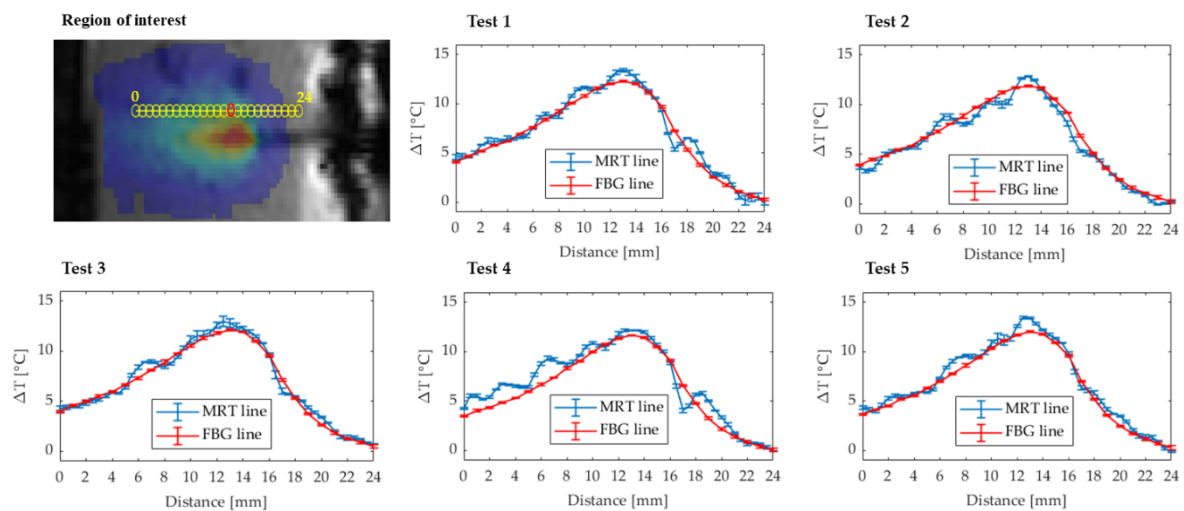 Region of interest
0
0
24
Test 1
15
10
5
0
ΔT [°C]
MRT line
FBG line
0 2 4 6 8 10 12 14 16 18 20 22 24
Distance [mm]
Test 2
15
10
5
0
ΔT [°C]
MRT line
FBG line
0 2 4 6 8 10 12 14 16 18 20 22 24
Distance [mm]
Test 3
15
10
5
0
ΔT [°C]
MRT line
FBG line
0 2 4 6 8 10 12 14 16 18 20 22 24
Distance [mm]
Test 4
15
10
5
0
ΔT [°C]
MRT line
FBG line
0 2 4 6 8 10 12 14 16 18 20 22 24
Distance [mm]
Test 5
15
10
5
0
ΔT [°C]
MRT line
FBG line
0 2 4 6 8 10 12 14 16 18 20 22 24
Distance [mm]